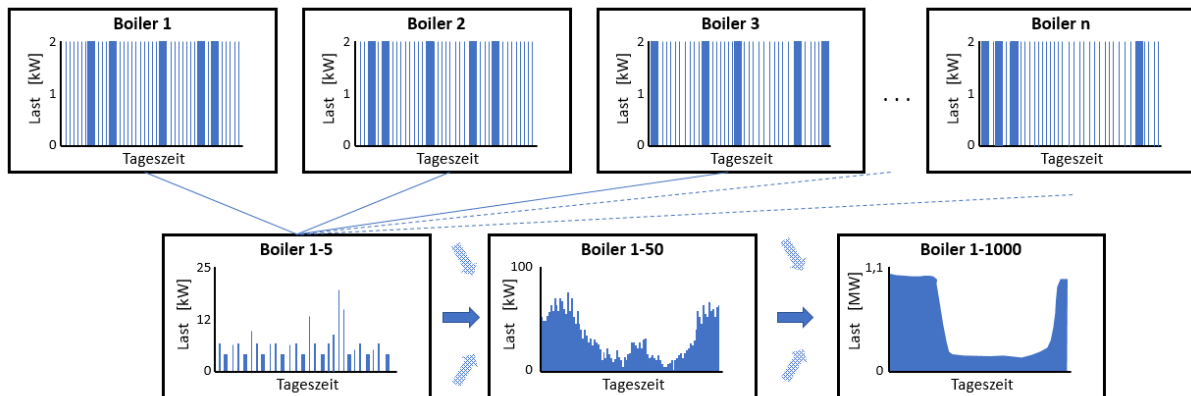 Boiler 1
Last [kW]
2
1
0
Tageszeit
Boiler 2
Last [kW]
2
1
0
Tageszeit
Boiler 3
Last [kW]
2
1
0
Tageszeit
. . .
Boiler n
Last [kW]
2
1
0
Tageszeit
Boiler 1-5
Last [kW]
25
12
0
Tageszeit
Boiler 1-50
Last [kW]
100
0
Tageszeit
Boiler 1-1000
Last [MW]
1,1
0
Tageszeit